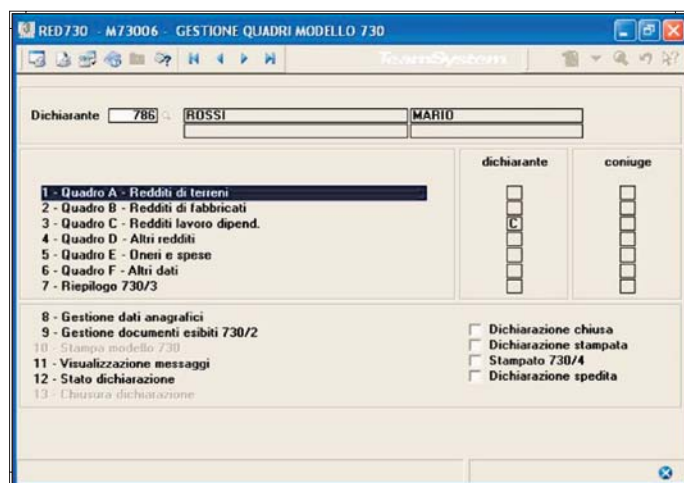 RED730 - M73006 - GESTIONE QUADRI MODELLO 730
TeamSystem
Dichiarante 786 ROSSI MARIO
dichiarante coniuge
1 - Quadro A - Redditi di terreni
2 - Quadro B - Redditi di fabbricati
3 - Quadro C - Redditi lavoro dipend. C
4 - Quadro D - Altri redditi
5 - Quadro E - Oneri e spese
6 - Quadro F - Altri dati
7 - Riepilogo 730/3
8 - Gestione dati anagrafici
9 - Gestione documenti esibiti 730/2
10 - Stampa modello 730
11 - Visualizzazione messaggi
12 - Stato dichiarazione
13 - Chiusura dichiarazione
Dichiarazione chiusa
Dichiarazione stampata
Stampato 730/4
Dichiarazione spedita